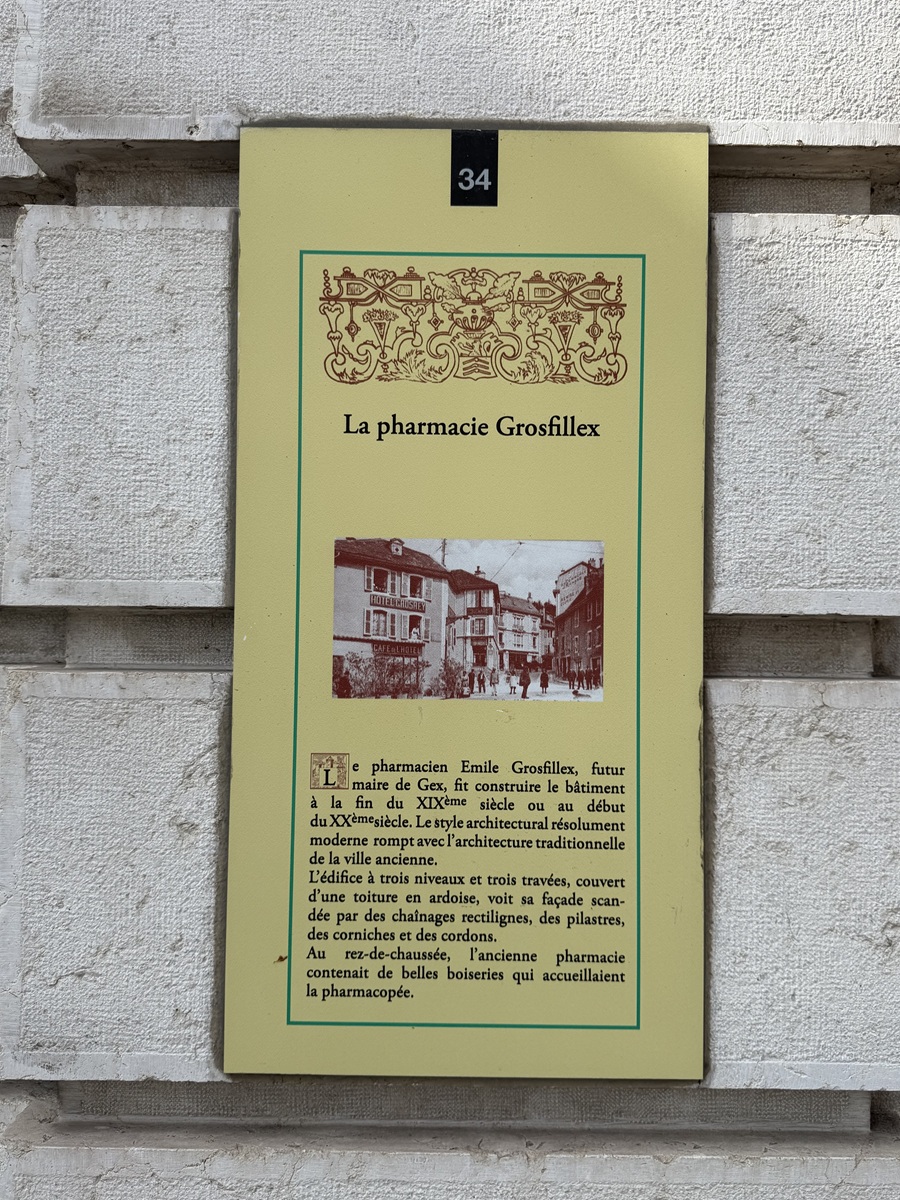 34
La pharmacie Grosfillex
HOTEL GROSREY
CAFE DE L'HOTEL
Le pharmacien Emile Grosfillex, futur
maire de Gex, fit construire le bâtiment
à la fin du XIXème siècle ou au début
du XXème siècle. Le style architectural résolument
moderne rompt avec l'architecture traditionnelle
de la ville ancienne.
L'édifice à trois niveaux et trois travées, couvert
d'une toiture en ardoise, voit sa façade scan-
dée par des chaînages rectilignes, des pilastres,
des corniches et des cordons.
Au rez-de-chaussée, l'ancienne pharmacie
contenait de belles boiseries qui accueillaient
la pharmacopée.